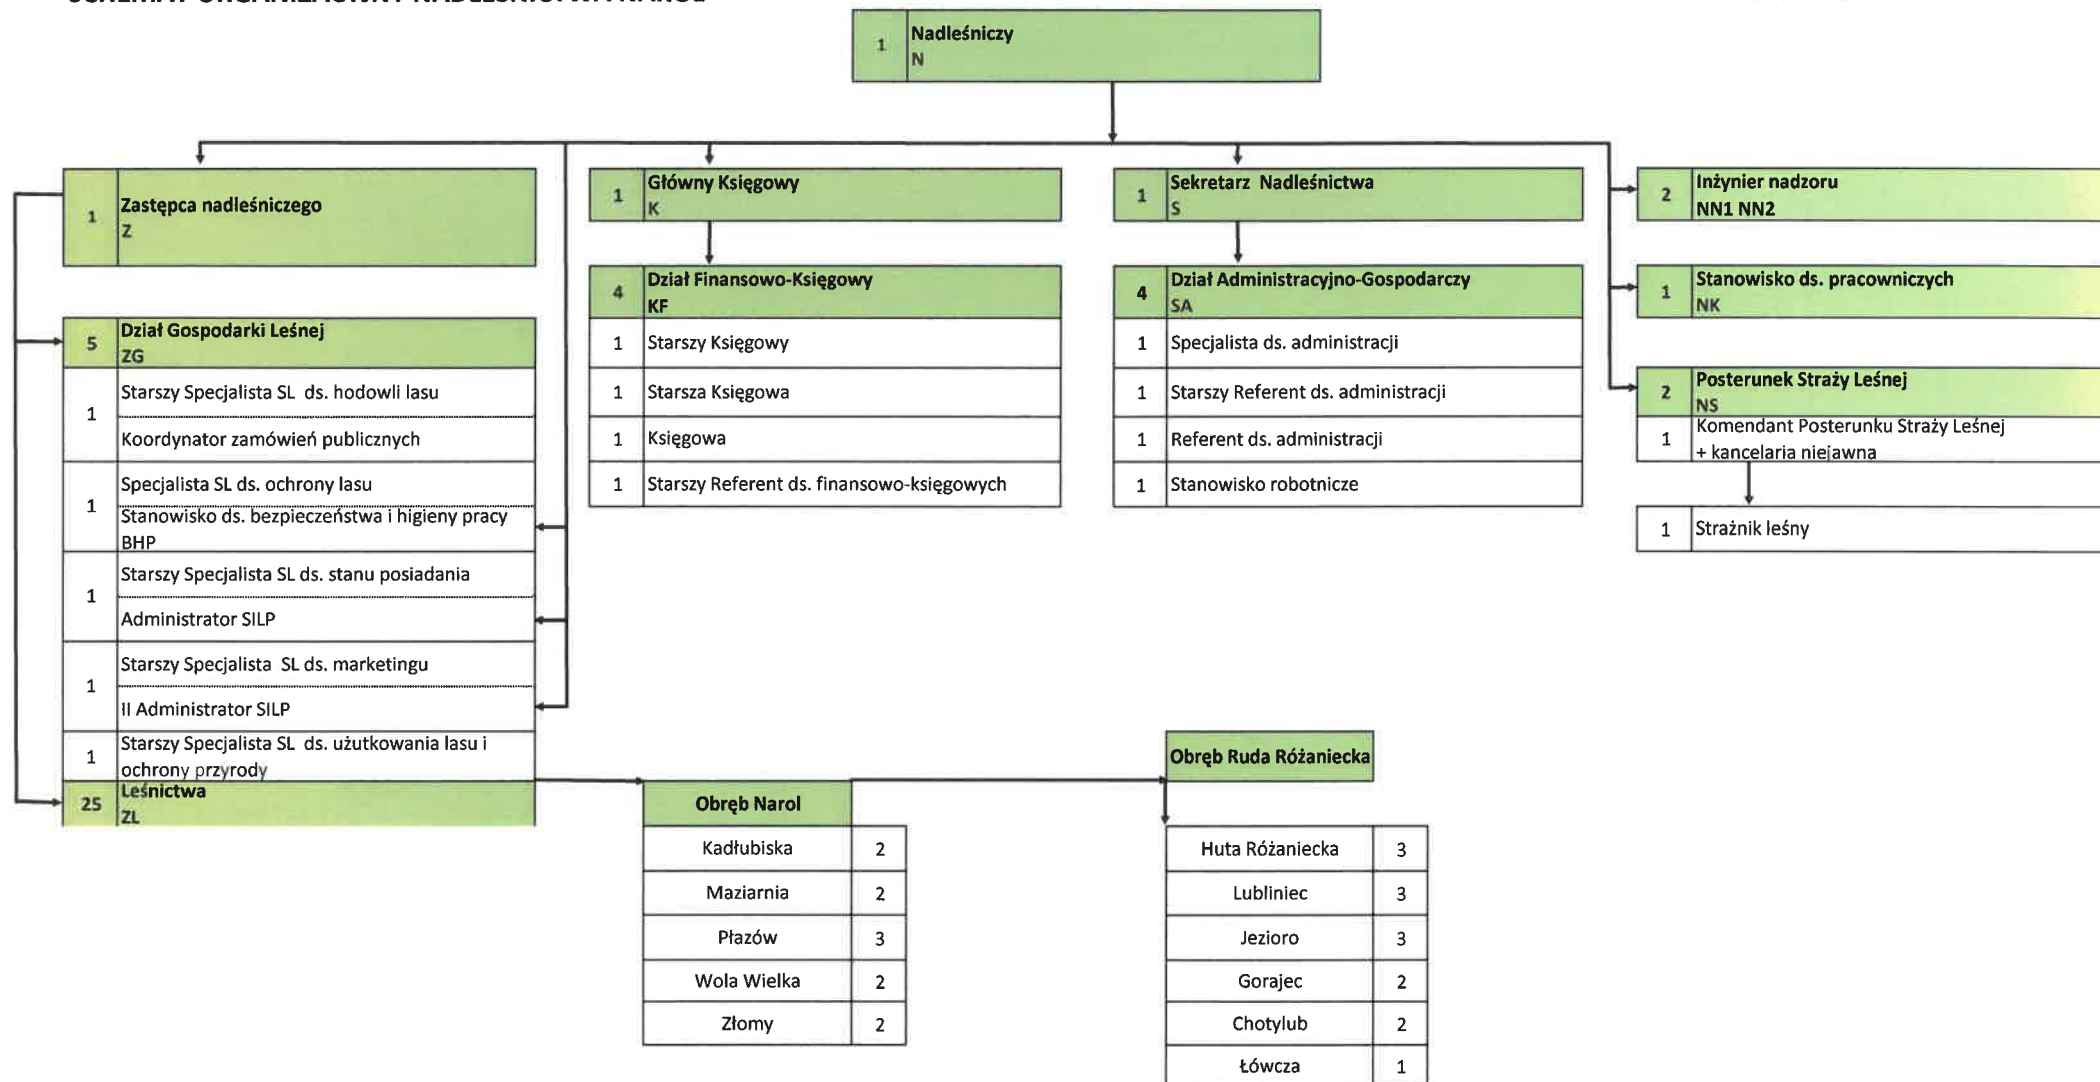 1 Nadleśniczy
N
1 Zastępca nadleśniczego
Z
5 Dział Gospodarki Leśnej
ZG
1 Starszy Specjalista SL ds. hodowli lasu
Koordynator zamówień publicznych
1 Specjalista SL ds. ochrony lasu
Stanowisko ds. bezpieczeństwa i higieny pracy
BHP
1 Starszy Specjalista SL ds. stanu posiadania
Administrator SILP
1 Starszy Specjalista SL ds. marketingu
II Administrator SILP
1 Starszy Specjalista SL ds. użutkowania lasu i
ochrony przyrody
25 Leśnictwa
ZL
1 Główny Księgowy
K
4 Dział Finansowo-Księgowy
KF
1 Starszy Księgowy
1 Starsza Księgowa
1 Księgowa
1 Starszy Referent ds. finansowo-księgowych
1 Sekretarz Nadleśnictwa
S
4 Dział Administracyjno-Gospodarczy
SA
1 Specjalista ds. administracji
1 Starszy Referent ds. administracji
1 Referent ds. administracji
1 Stanowisko robotnicze
2 Inżynier nadzoru
NN1 NN2
1 Stanowisko ds. pracowniczych
NK
2 Posterunek Straży Leśnej
NS
1 Komendant Posterunku Straży Leśnej
+ kancelaria niejawna
1 Strażnik leśny
Obręb Narol
Kadłubiska 2
Maziarnia 2
Płazów 3
Wola Wielka 2
Złomy 2
Obręb Ruda Różaniecka
Huta Różaniecka 3
Lubliniec 3
Jezioro 3
Gorajec 2
Chotylub 2
Łówcza 1